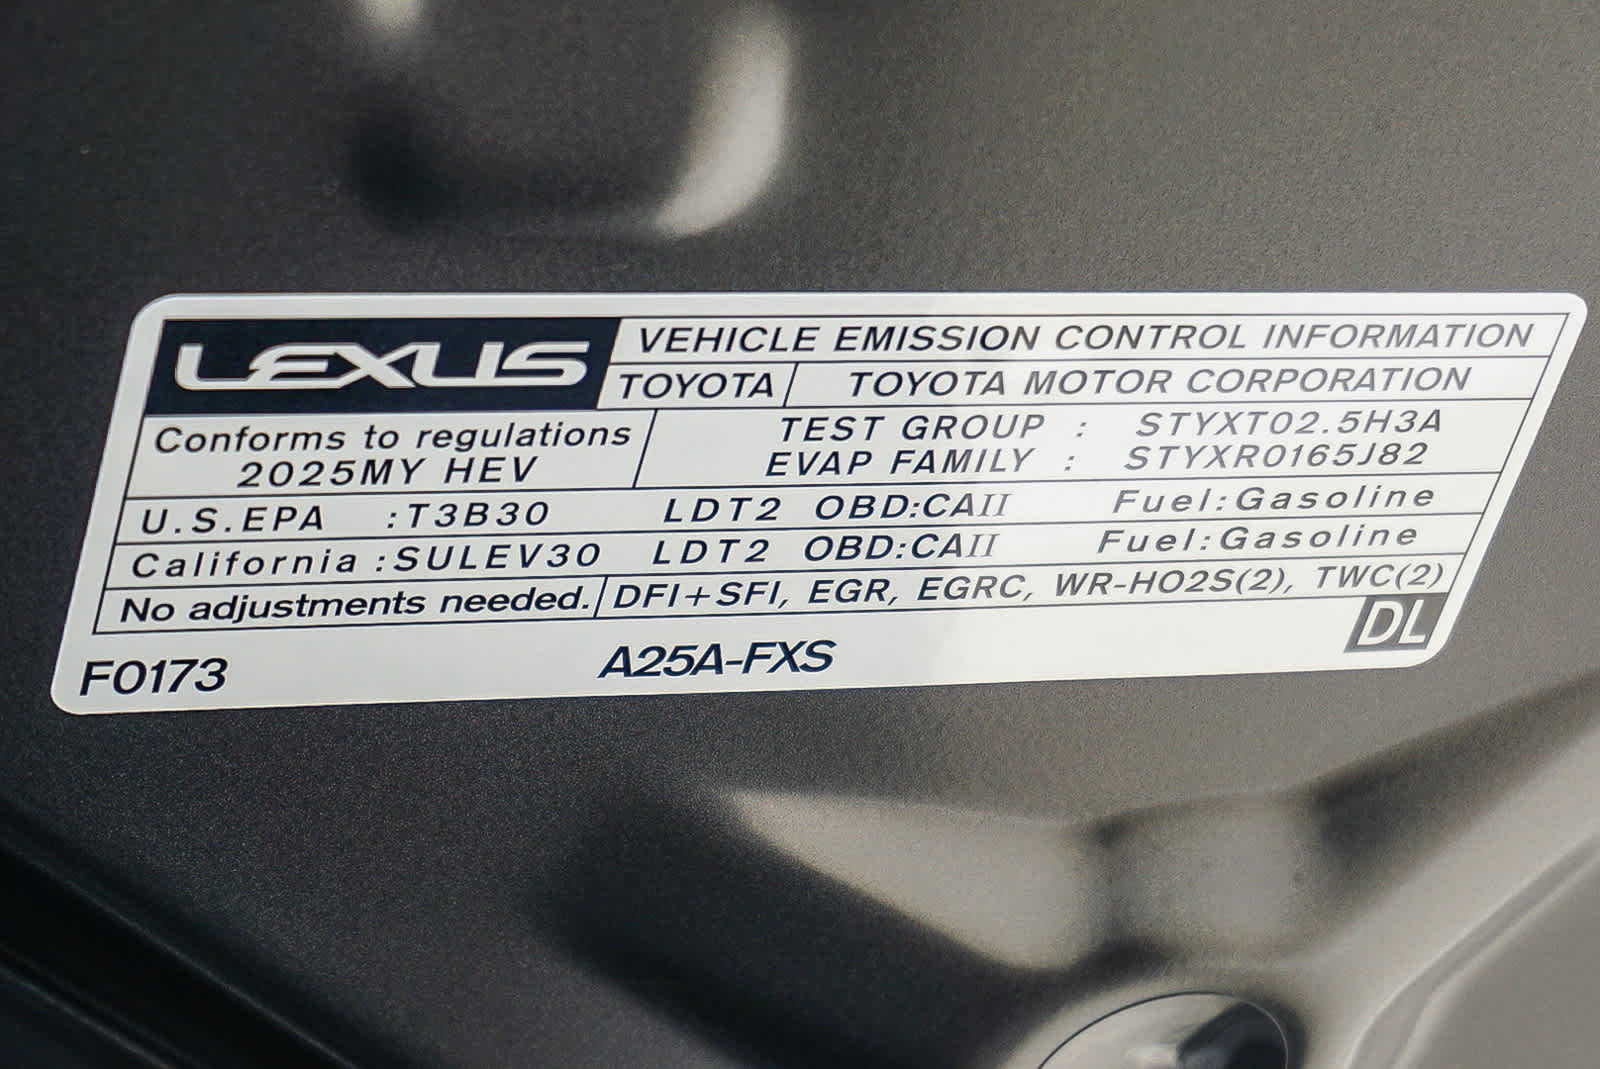 LEXUS VEHICLE EMISSION CONTROL INFORMATION
TOYOTA TOYOTA MOTOR CORPORATION
Conforms to regulations TEST GROUP : STYXT02.5H3A
2025MY HEV EVAP FAMILY : STYXR0165J82
U.S.EPA :T3B30 LDT2 OBD:CAII Fuel:Gasoline
California :SULEV30 LDT2 OBD:CAII Fuel:Gasoline
No adjustments needed. DFI+SFI, EGR, EGRC, WR-HO2S(2), TWC(2)
F0173 A25A-FXS DL